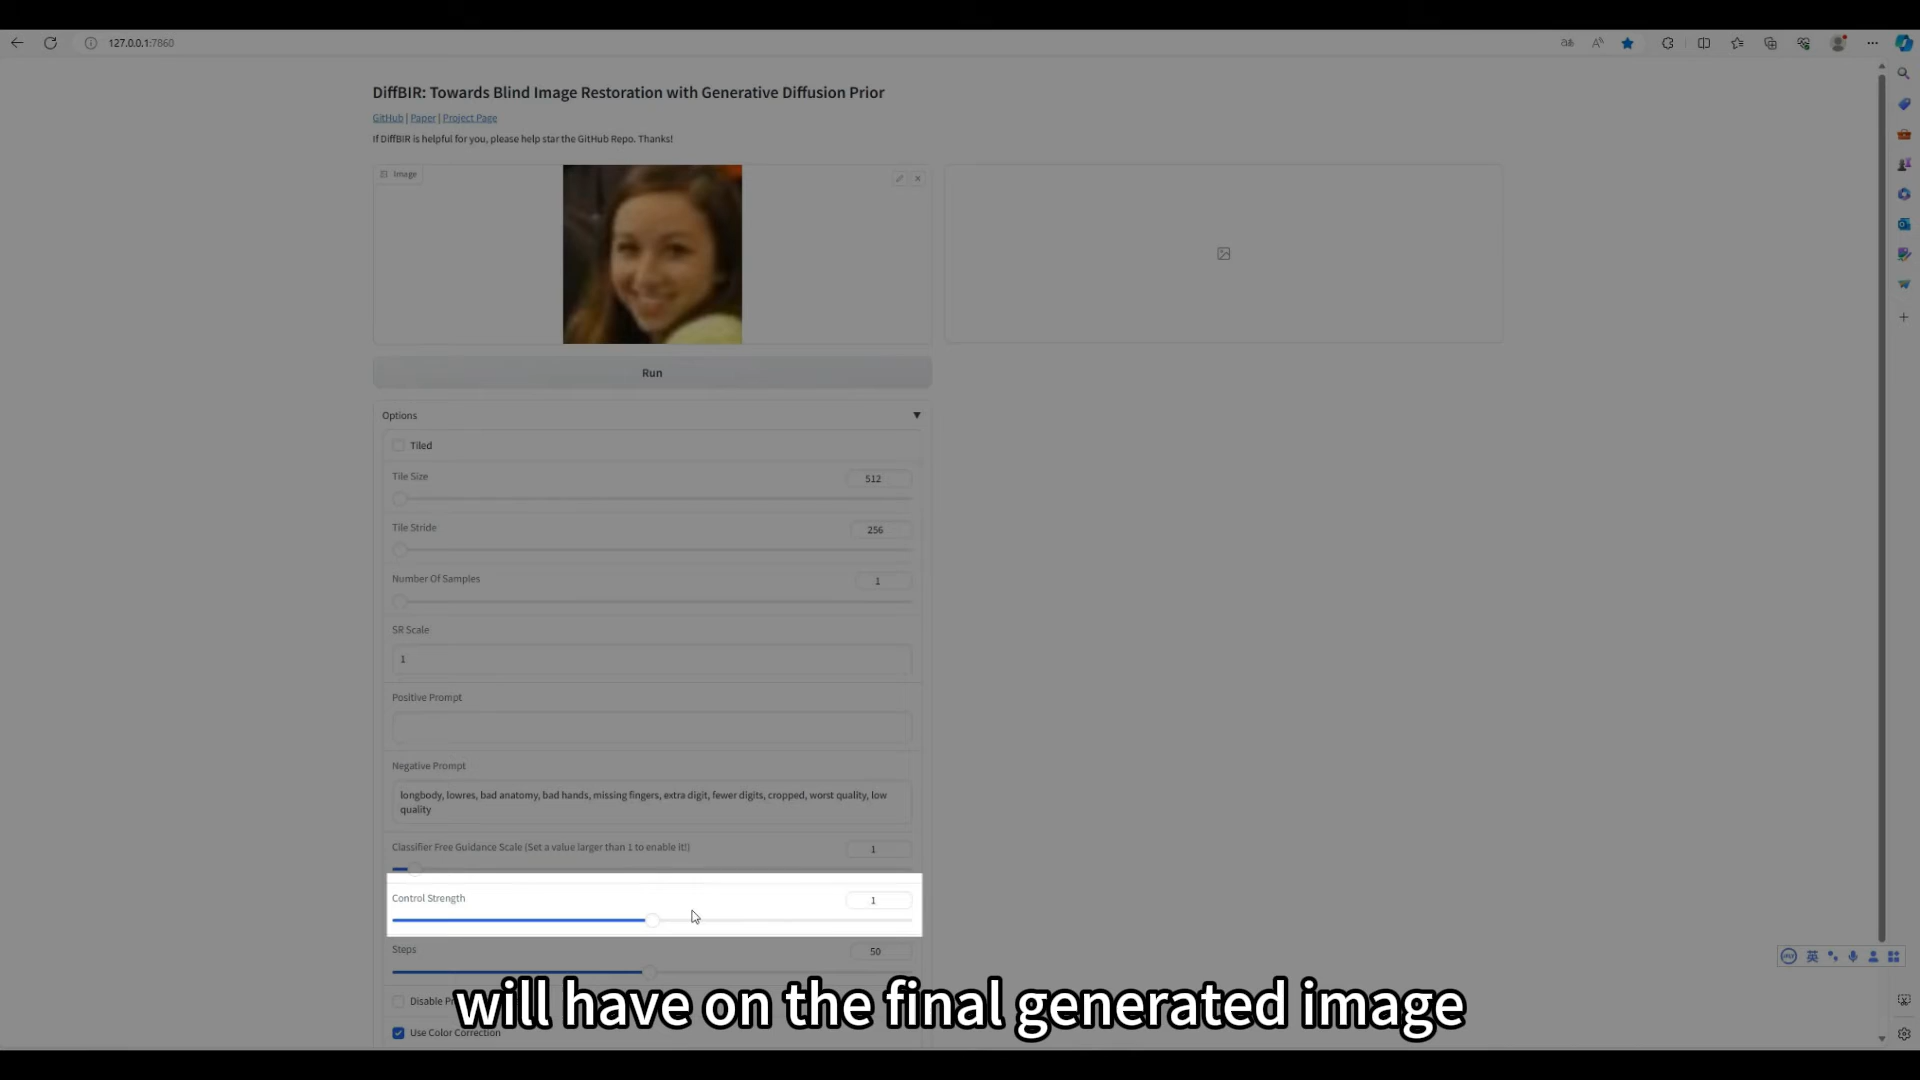 127.0.0.1:7860
DiffBIR: Towards Blind Image Restoration with Generative Diffusion Prior
GitHub | Paper | Project Page
If DiffBIR is helpful for you, please help star the GitHub Repo. Thanks!
Image
Run
Options
Tiled
Tile Size
512
Tile Stride
256
Number Of Samples
1
SR Scale
1
Positive Prompt
Negative Prompt
longbody, lowres, bad anatomy, bad hands, missing fingers, extra digit, fewer digits, cropped, worst quality, low
quality
Classifier Free Guidance Scale (Set a value larger than 1 to enable it!)
1
Control Strength
1
Steps
50
英
Disable
will have on the final generated image
Use Color Correction